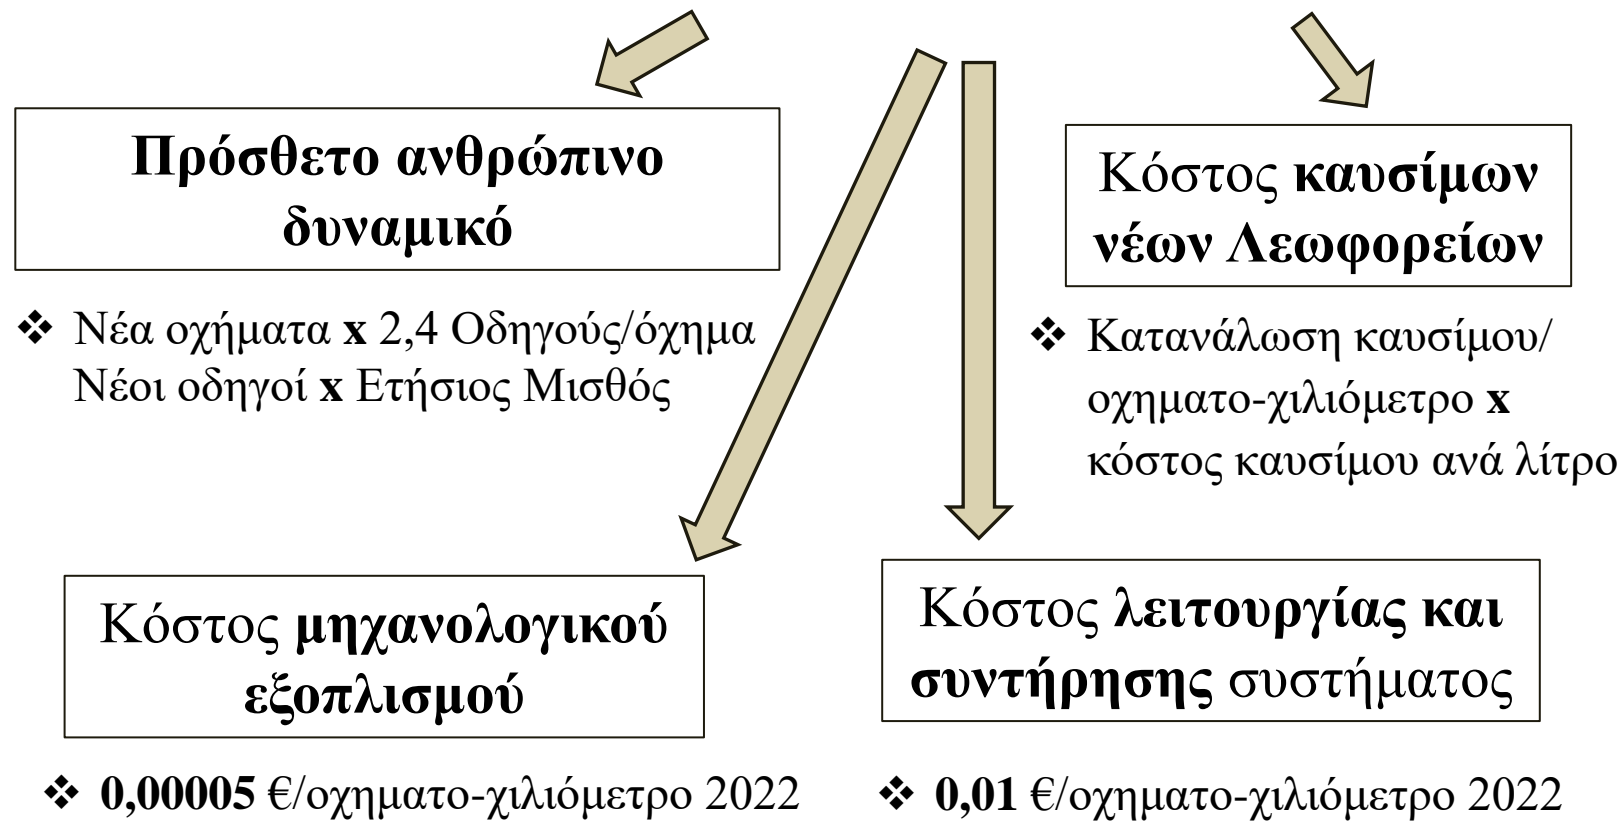 Πρόσθετο ανθρώπινο
δυναμικό
❖ Νέα οχήματα x 2,4 Οδηγούς/όχημα
Νέοι οδηγοί x Ετήσιος Μισθός
Κόστος καυσίμων
νέων Λεωφορείων
❖ Κατανάλωση καυσίμου/
οχηματο-χιλιόμετρο x
κόστος καυσίμου ανά λίτρο
Κόστος μηχανολογικού
εξοπλισμού
❖ 0,00005 €/οχηματο-χιλιόμετρο 2022
Κόστος λειτουργίας και
συντήρησης συστήματος
❖ 0,01 €/οχηματο-χιλιόμετρο 2022